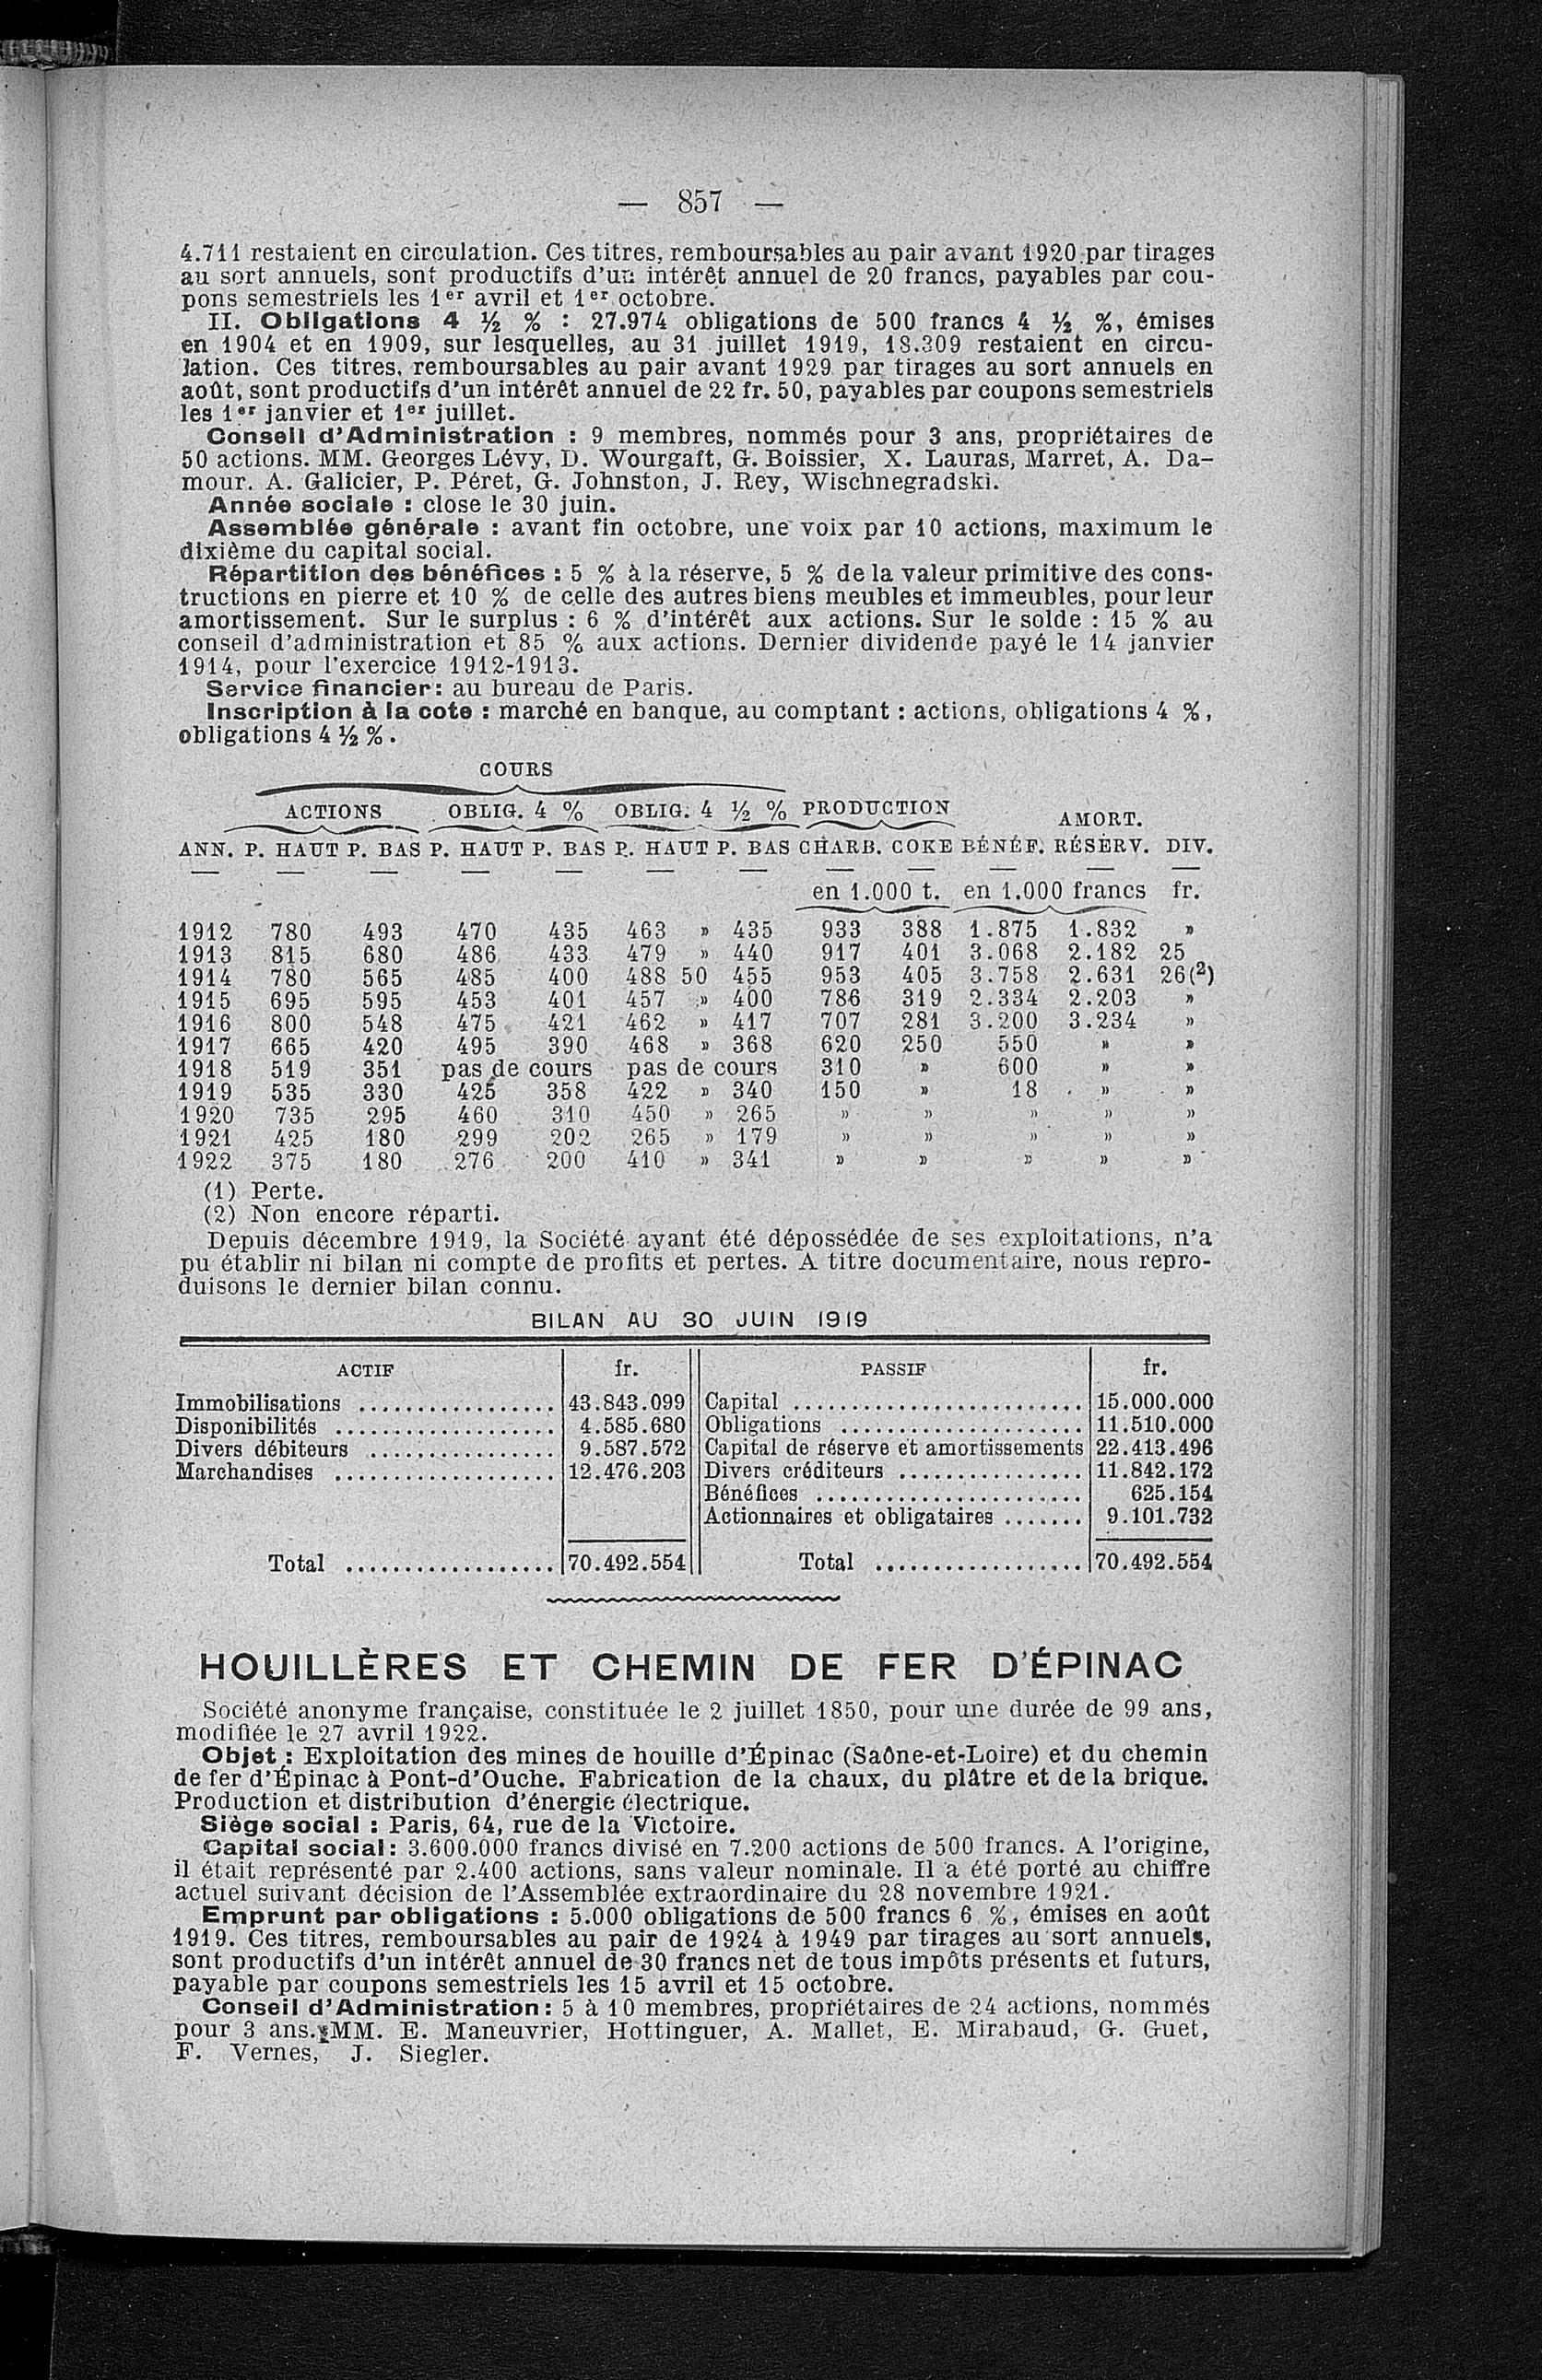 — 857 —
4.711 restaient en circulation. Ces titres, remboursables au pair avant 1920 par tirages
au sort annuels, sont productifs d'un intérêt annuel de 20 francs, payables par cou-
pons semestriels les 1er avril et 1er octobre.
II. Obligations 4 ½ % : 27.974 obligations de 500 francs 4 ½ %, émises
en 1904 et en 1909, sur lesquelles, au 31 juillet 1919, 18.309 restaient en circu-
lation. Ces titres, remboursables au pair avant 1929 par tirages au sort annuels en
août, sont productifs d'un intérêt annuel de 22 fr. 50, payables par coupons semestriels
les 1er janvier et 1er juillet.
Conseil d'Administration : 9 membres, nommés pour 3 ans, propriétaires de
50 actions. MM. Georges Lévy, D. Wourgaft, G. Boissier, X. Lauras, Marret, A. Da-
mour. A. Galicier, P. Péret, G. Johnston, J. Rey, Wischnegradski.
Année sociale : close le 30 juin.
Assemblée générale : avant fin octobre, une voix par 10 actions, maximum le
dixième du capital social.
Répartition des bénéfices : 5 % à la réserve, 5 % de la valeur primitive des cons-
tructions en pierre et 10 % de celle des autres biens meubles et immeubles, pour leur
amortissement. Sur le surplus : 6 % d'intérêt aux actions. Sur le solde : 15 % au
conseil d'administration et 85 % aux actions. Dernier dividende payé le 14 janvier
1914, pour l'exercice 1912-1913.
Service financier : au bureau de Paris.
Inscription à la cote : marché en banque, au comptant : actions, obligations 4 %,
obligations 4 ½ %.
COURS
ACTIONS OBLIG. 4 % OBLIG. 4 ½ % PRODUCTION AMORT.
ANN. P. HAUT P. BAS P. HAUT P. BAS P. HAUT P. BAS CHARB. COKE BÉNÉF. RÉSERV. DIV.
en 1.000 t. en 1.000 francs fr.
1912 780 493 470 435 463 » 435 933 388 1.875 1.832 »
1913 815 680 486 433 479 » 440 917 401 3.068 2.182 25
1914 780 565 485 400 488 50 455 953 405 3.758 2.631 26(2)
1915 695 595 453 401 457 » 400 786 319 2.334 2.203 »
1916 800 548 475 421 462 » 417 707 281 3.200 3.234 »
1917 665 420 495 390 468 » 368 620 250 550 » »
1918 519 351 pas de cours pas de cours 310 » 600 » »
1919 535 330 425 358 422 » 340 150 » 18 » »
1920 735 295 460 310 450 » 265 » » » » »
1921 425 180 299 202 265 » 179 » » » » »
1922 375 180 276 200 410 » 341 » » » » »
(1) Perte.
(2) Non encore réparti.
Depuis décembre 1919, la Société ayant été dépossédée de ses exploitations, n'a
pu établir ni bilan ni compte de profits et pertes. A titre documentaire, nous repro-
duisons le dernier bilan connu.
BILAN AU 30 JUIN 1919
ACTIF fr. PASSIF fr.
Immobilisations ................. 43.843.099 Capital ......................... 15.000.000
Disponibilités ................... 4.585.680 Obligations ..................... 11.510.000
Divers débiteurs ................ 9.587.572 Capital de réserve et amortissements 22.413.496
Marchandises ................... 12.476.203 Divers créditeurs ................ 11.842.172
Bénéfices ....................... 625.154
Actionnaires et obligataires ....... 9.101.732
Total .................. 70.492.554 Total .................. 70.492.554
HOUILLÈRES ET CHEMIN DE FER D'ÉPINAC
Société anonyme française, constituée le 2 juillet 1850, pour une durée de 99 ans,
modifiée le 27 avril 1922.
Objet : Exploitation des mines de houille d'Épinac (Saône-et-Loire) et du chemin
de fer d'Épinac à Pont-d'Ouche. Fabrication de la chaux, du plâtre et de la brique.
Production et distribution d'énergie électrique.
Siège social : Paris, 64, rue de la Victoire.
Capital social : 3.600.000 francs divisé en 7.200 actions de 500 francs. A l'origine,
il était représenté par 2.400 actions, sans valeur nominale. Il a été porté au chiffre
actuel suivant décision de l'Assemblée extraordinaire du 28 novembre 1921.
Emprunt par obligations : 5.000 obligations de 500 francs 6 %, émises en août
1919. Ces titres, remboursables au pair de 1924 à 1949 par tirages au sort annuels,
sont productifs d'un intérêt annuel de 30 francs net de tous impôts présents et futurs,
payable par coupons semestriels les 15 avril et 15 octobre.
Conseil d'Administration : 5 à 10 membres, propriétaires de 24 actions, nommés
pour 3 ans. MM. E. Maneuvrier, Hottinguer, A. Mallet, E. Mirabaud, G. Guet,
F. Vernes, J. Siegler.